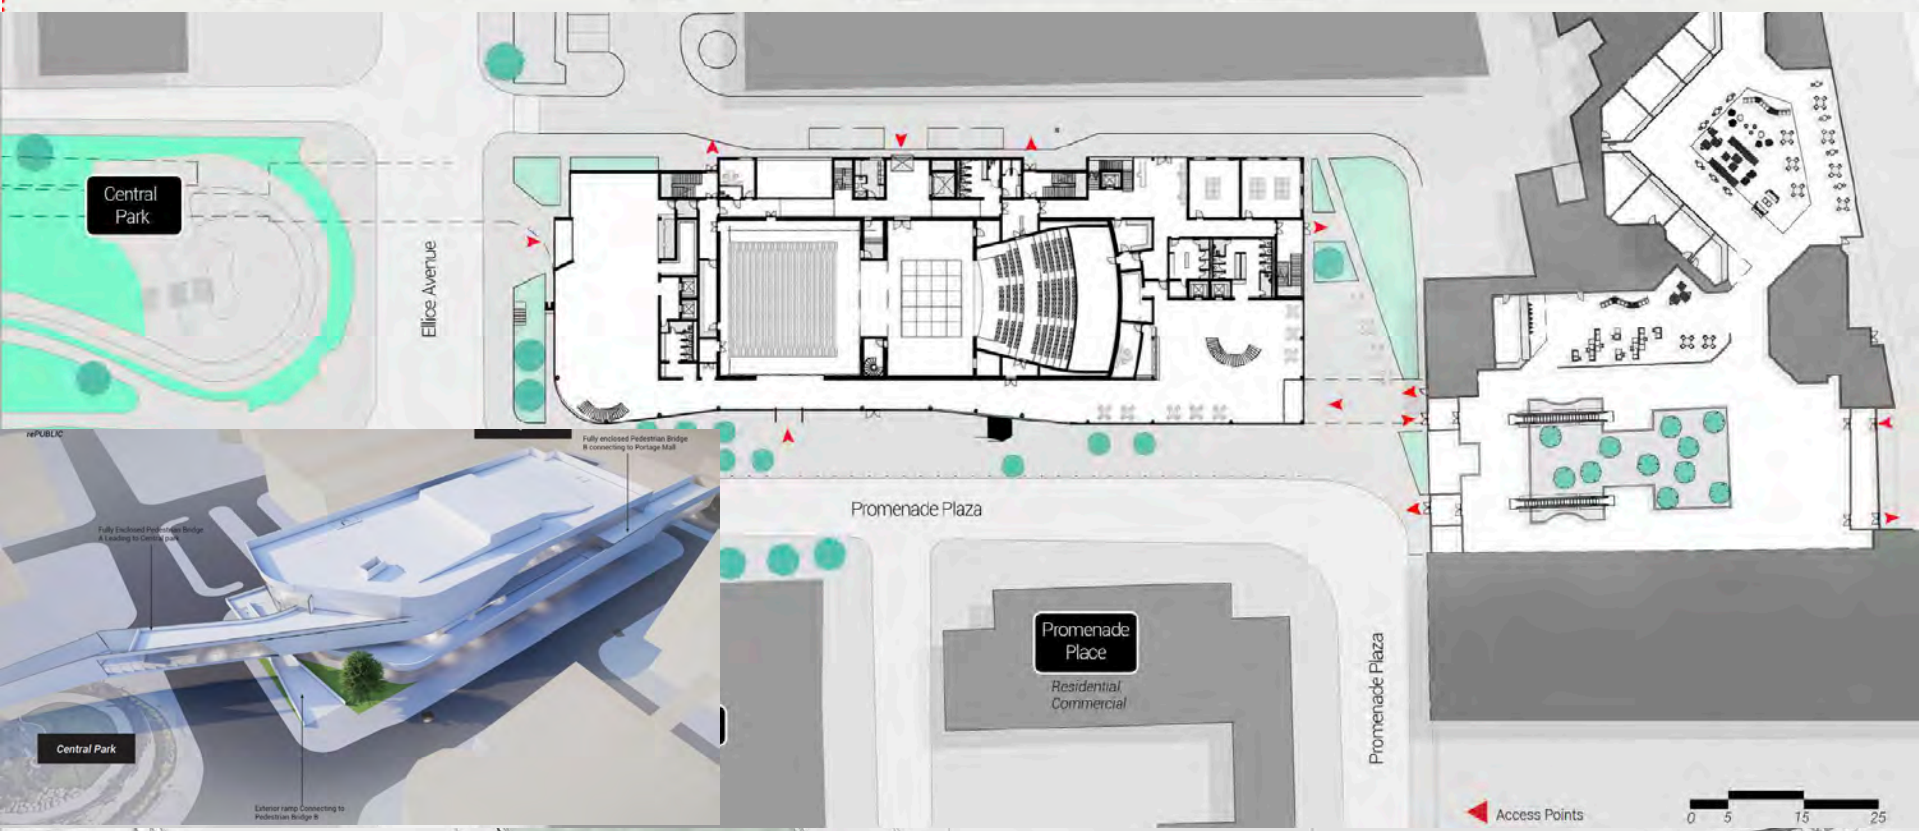 Central
Park
Ellice Avenue
rePUBLIC
Fully enclosed Pedestrian Bridge
B connecting to Portage Mall
Fully Enclosed Pedestrian Bridge
A Leading to Central park
Central Park
Exterior ramp Connecting to
Pedestrian Bridge B
Promenade Plaza
Promenade
Place
Residential
Commercial
Promenade Plaza
Access Points
0 5 15 25